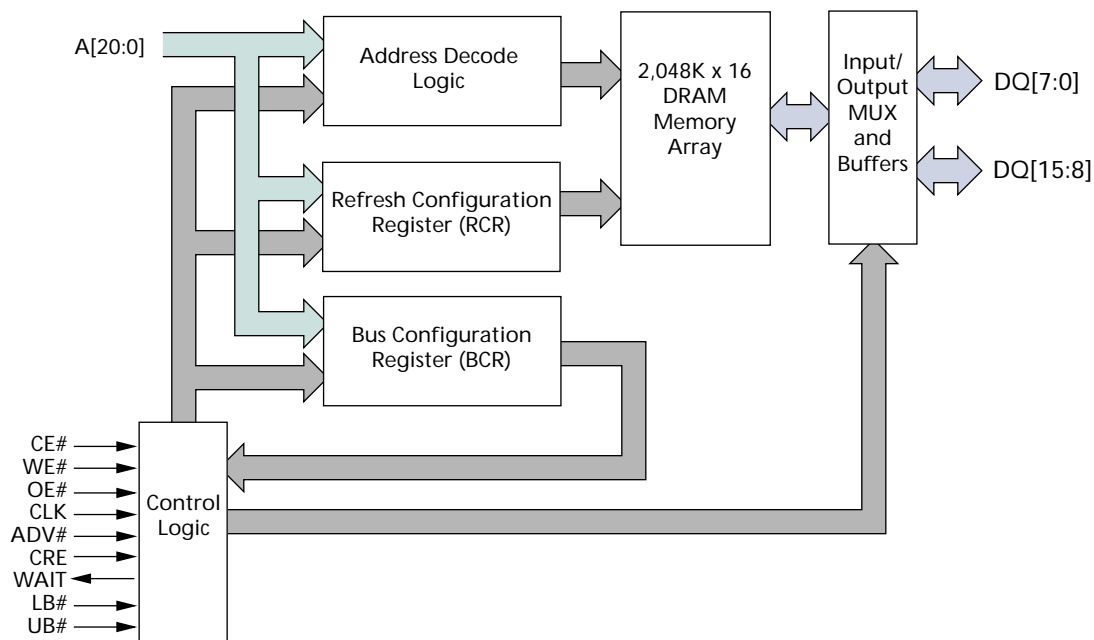 A[20:0]
Address Decode
Logic
2,048K x 16
DRAM
Memory
Array
Input/
Output
MUX
and
Buffers
DQ[7:0]
DQ[15:8]
Refresh Configuration
Register (RCR)
Bus Configuration
Register (BCR)
CE#
WE#
OE#
CLK
ADV#
CRE
WAIT
LB#
UB#
Control
Logic